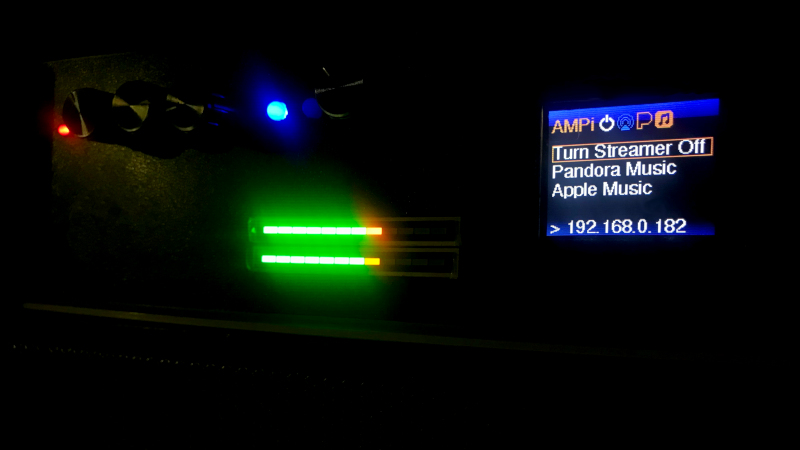 AMPi
Turn Streamer Off
Pandora Music
Apple Music
> 192.168.0.182